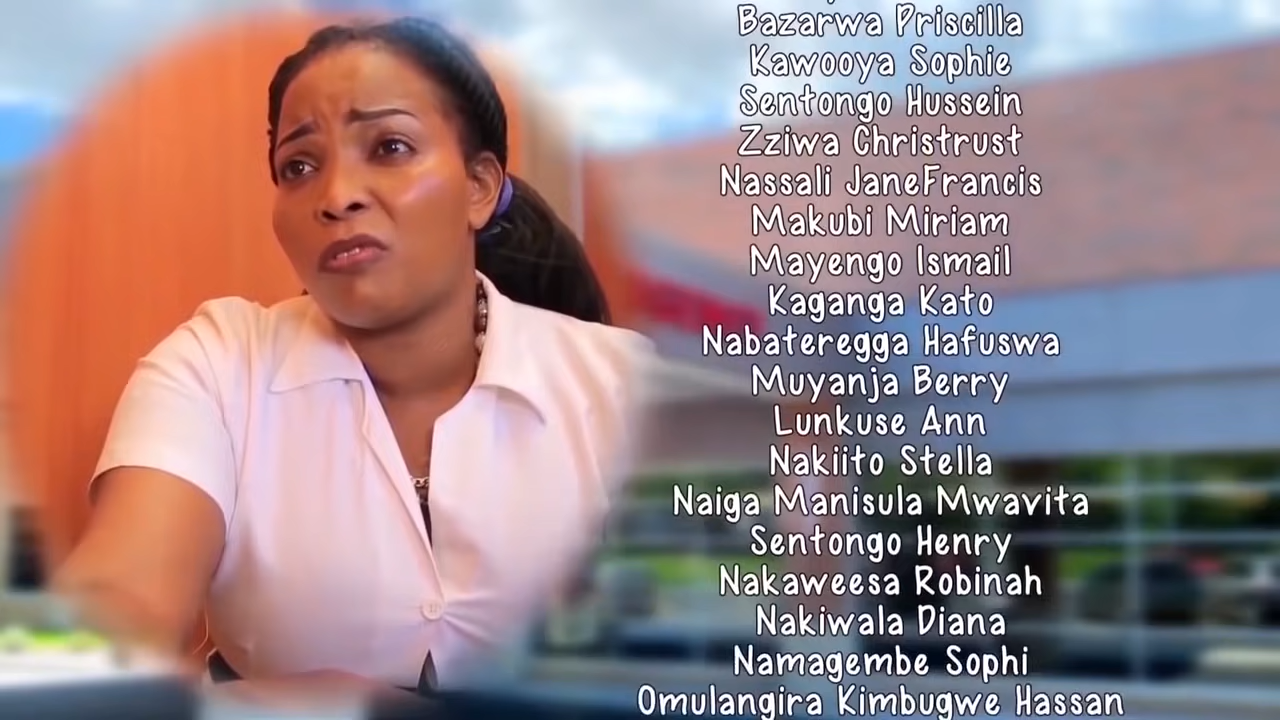 Bazarwa Priscilla
Kawooya Sophie
Sentongo Hussein
Zziwa Christrust
Nassali JaneFrancis
Makubi Miriam
Mayengo Ismail
Kaganga Kato
Nabateregga Hafuswa
Muyanja Berry
Lunkuse Ann
Nakiito Stella
Naiga Manisula Mwavita
Sentongo Henry
Nakaweesa Robinah
Nakiwala Diana
Namagembe Sophi
Omulangira Kimbugwe Hassan